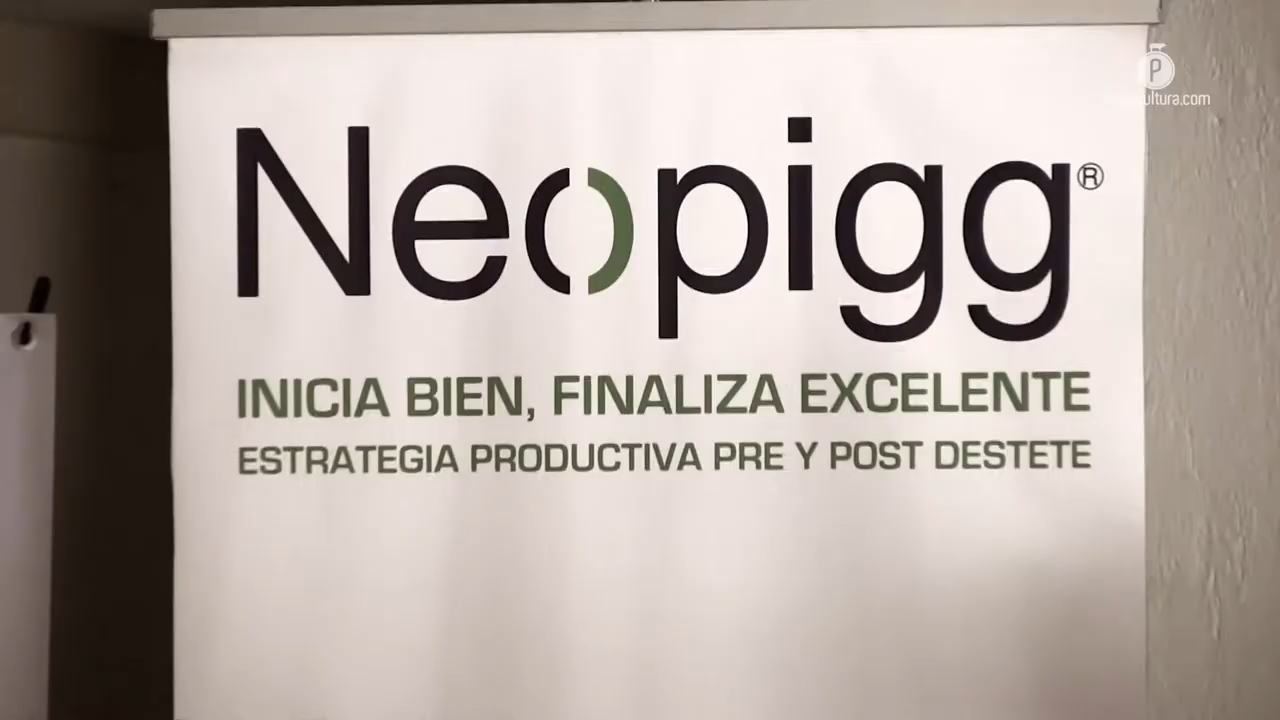 Neopigg®
INICIA BIEN, FINALIZA EXCELENTE
ESTRATEGIA PRODUCTIVA PRE Y POST DESTETE
P